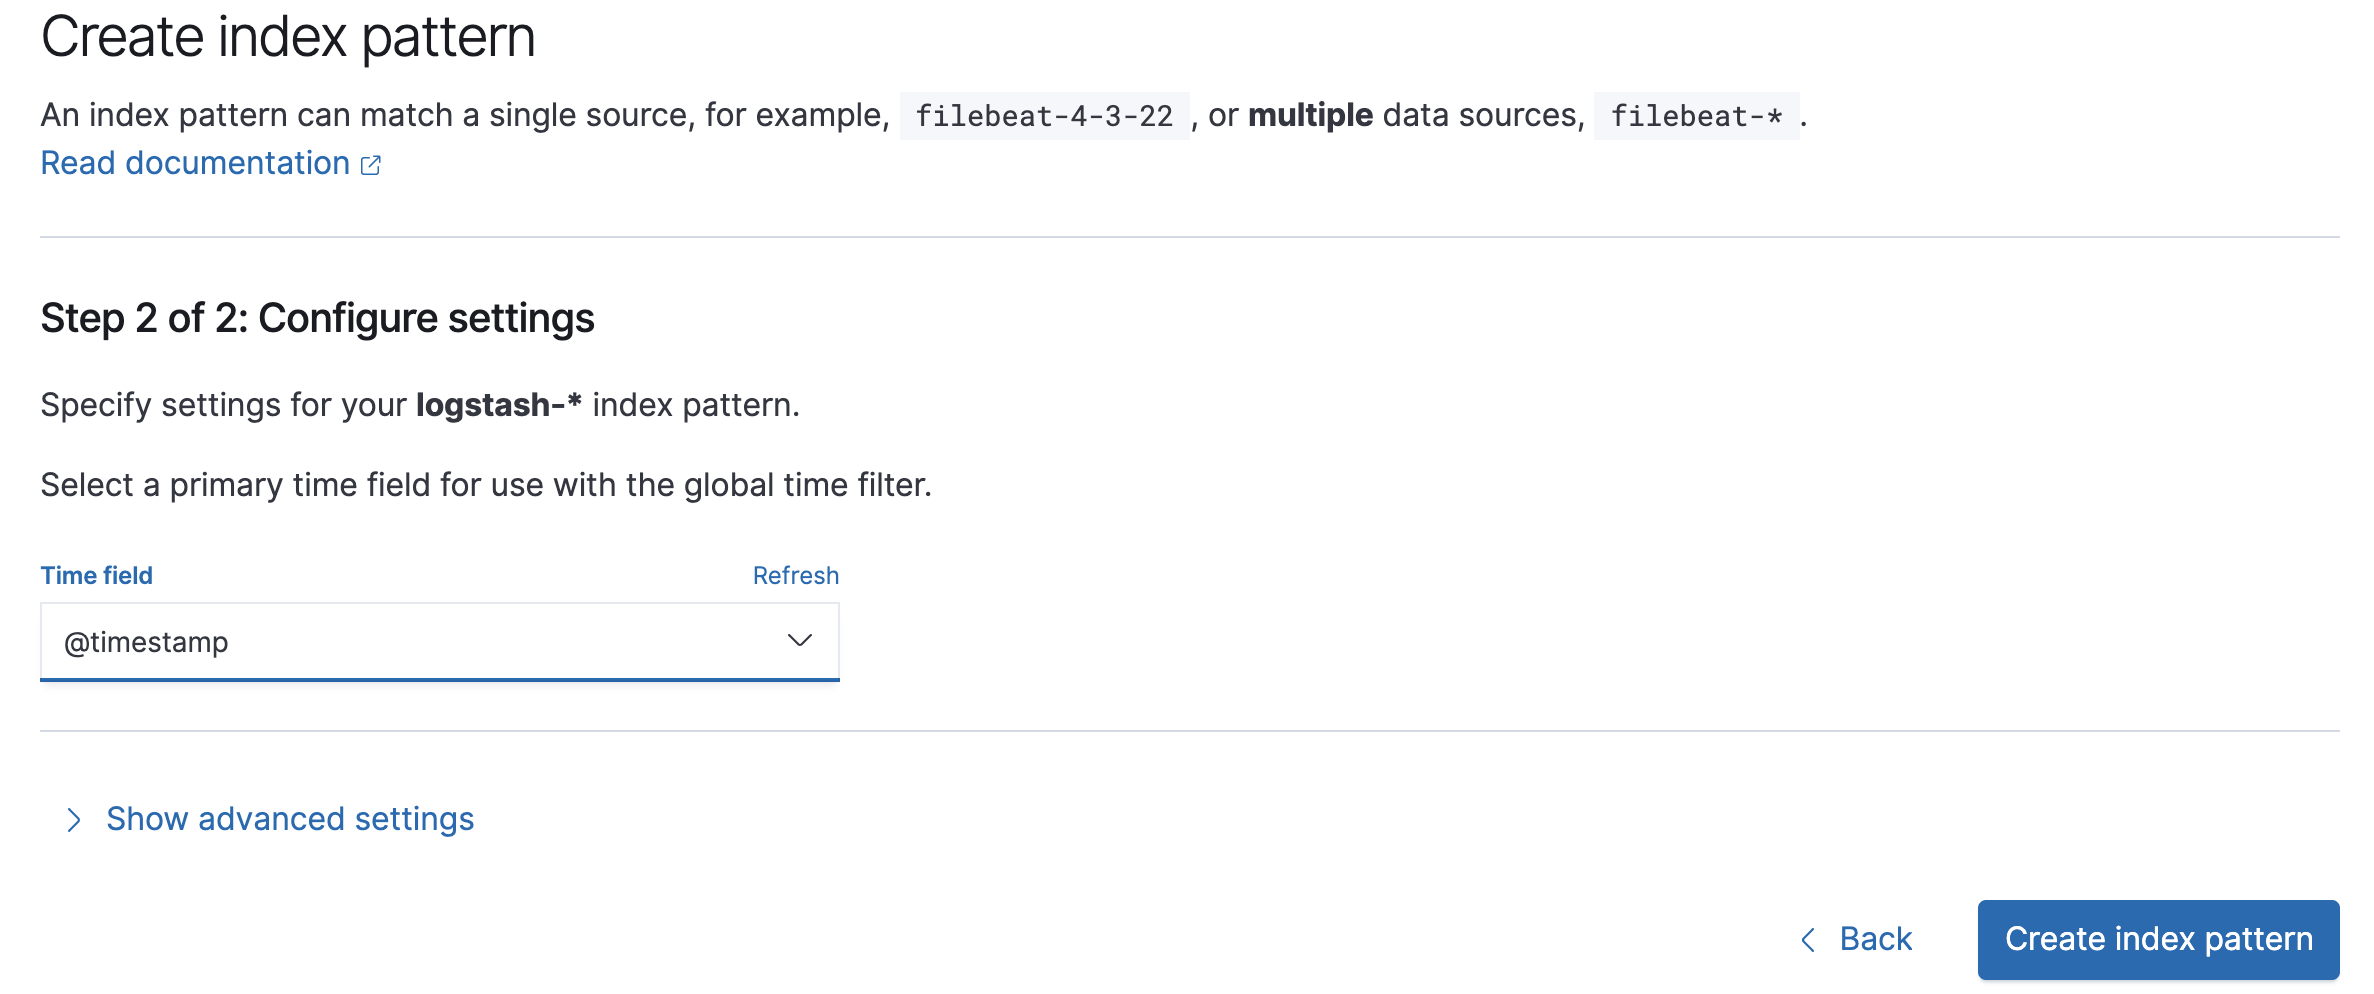 Create index pattern
An index pattern can match a single source, for example, filebeat-4-3-22 , or multiple data sources, filebeat-* .
Read documentation
Step 2 of 2: Configure settings
Specify settings for your logstash-* index pattern.
Select a primary time field for use with the global time filter.
Time field Refresh
@timestamp
Show advanced settings
Back Create index pattern